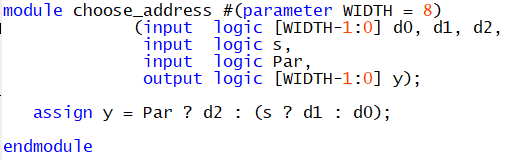 module choose_address #(parameter WIDTH = 8)
(input logic [WIDTH-1:0] d0, d1, d2,
input logic s,
input logic Par,
output logic [WIDTH-1:0] y);
assign y = Par ? d2 : (s ? d1 : d0);
endmodule